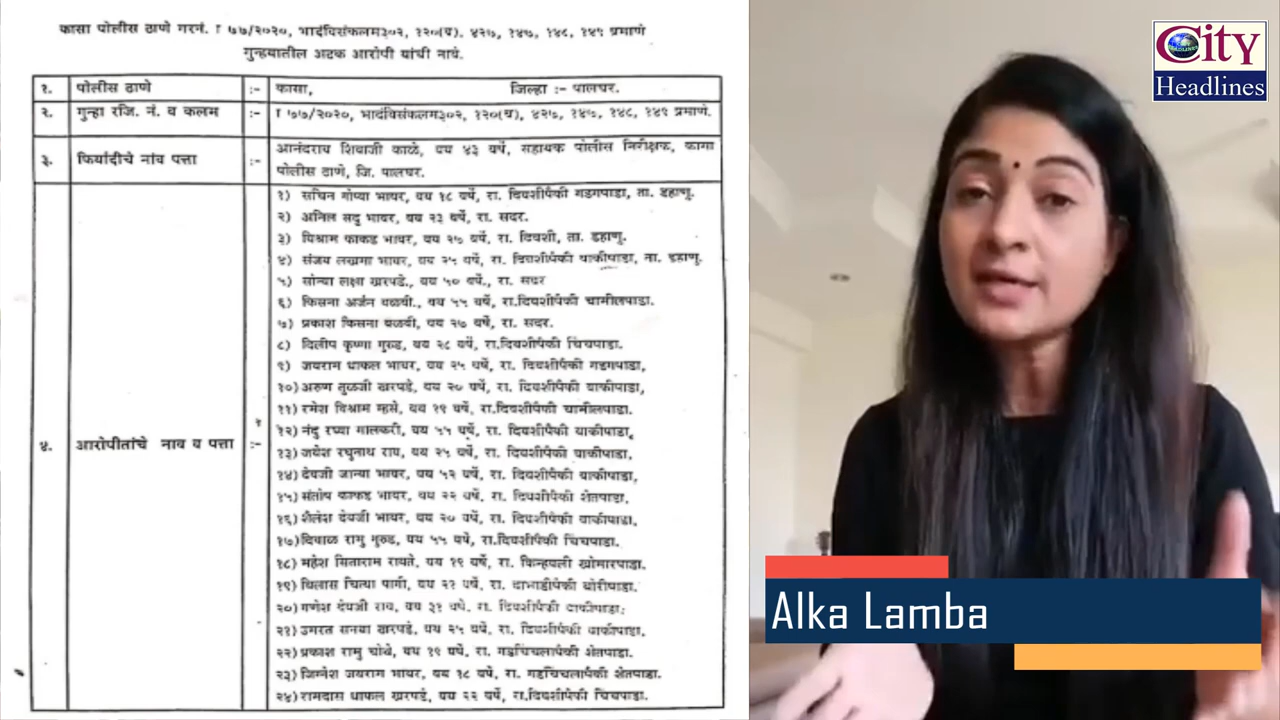 कासा पोलीस ठाणे गरनं. I ७७/२०२०, भादंविसंकलम३०२, १२०(ब), ४२७, १४७, १४८, १४९ प्रमाणे
गुन्हयातील अटक आरोपी यांची नावे.
१. पोलीस ठाणे :- कासा, जिल्हा :- पालघर.
२. गुन्हा रजि. नं. व कलम :- I ७७/२०२०, भादंविसंकलम३०२, १२०(ब), ४२७, १४७, १४८, १४९ प्रमाणे.
३. फिर्यादीचे नांव पत्ता :- आनंदराव शिवाजी काळे, वय ४३ वर्षे, सहायक पोलीस निरीक्षक, कासा
पोलीस ठाणे, जि. पालघर.
४. आरोपीतांचे नाव व पत्ता :-
१) सचिन गोप्या भावर, वय १८ वर्षे, रा. दिवशीपैकी गडगपाडा, ता. डहाणू.
२) अनिल सदू भावर, वय २३ वर्षे, रा. सदर.
३) विश्राम फाकड भावर, वय २७ वर्षे, रा. दिवशी, ता. डहाणू.
४) संजय लखमा भावर, वय २५ वर्षे, रा. दिवशीपैकी वाकीपाडा, ता. डहाणू.
५) सोन्या लक्षा खरपडे., वय ५० वर्षे., रा. सदर
६) किसना अर्जन वळवी., वय ५५ वर्षे, रा.दिवशीपैकी चामीलपाडा.
७) प्रकाश किसना वळवी, वय २७ वर्षे, रा. सदर.
८) दिलीप कृष्णा गुरुड, वय २८ वर्षे, रा.दिवशीपैकी चिंचपाडा.
९) जयराम धाकल भावर, वय २५ वर्षे, रा. दिवशीपैकी गडगपाडा,
१०) अरुण तुळजी खरपडे, वय २० वर्षे, रा. दिवशीपैकी वाकीपाडा,
११) रमेश विश्राम म्हसे, वय १९ वर्षे, रा.दिवशीपैकी चामीलपाडा.
१२) नंदु रघ्या गालकरी, वय ५५ वर्षे, रा. दिवशीपैकी वाकीपाडा,
१३) जयेश रघुनाथ राय, वय २५ वर्षे, रा. दिवशीपैकी वाकीपाडा,
१४) देवजी जान्या भावर, वय ५२ वर्षे, रा. दिवशीपैकी वाकीपाडा,
१५) संतोष काकड भावर, वय २२ वर्षे, रा. दिवशीपैकी शेतपाडा,
१६) शैलेश देवजी भावर, वय २० वर्षे, रा. दिवशीपैकी वाकीपाडा,
१७) दिवाळ रामु गुरुड, वय ५५ वर्षे, रा.दिवशीपैकी चिंचपाडा.
१८) महेश सिताराम रावते, वय १९ वर्षे, रा. किन्हवली खोमारपाडा.
१९) विलास चित्या पागी, वय २२ वर्षे, रा. दाभाडीपैकी बोरीपाडा.
२०) गणेश देवजी राव, वय ३१ वर्षे. रा. दिवशीपैकी वाकीपाडा.
२१) उमरत सनवा खरपडे, वय २५ वर्षे, रा. दिवशीपैकी वाकीपाडा,
२२) प्रकाश रामु चोथे, वय १९ वर्षे, रा. गडचिंचलापैकी शेतपाडा.
२३) जिग्नेश जयराम भावर, वय १८ वर्षे, रा. गडचिंचलापैकी शेतपाडा.
२४) रामदास धाकल खरपडे, वय २२ वर्षे, रा.दिवशीपैकी चिंचपाडा.
City
Headlines
Alka Lamba